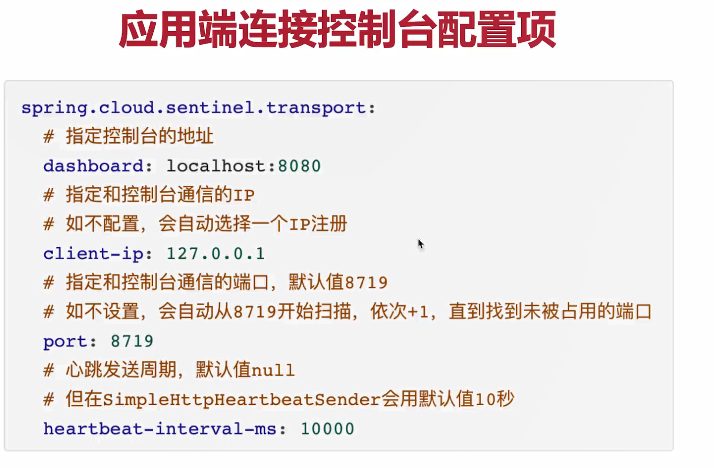 应用端连接控制台配置项
spring.cloud.sentinel.transport:
# 指定控制台的地址
dashboard: localhost:8080
# 指定和控制台通信的IP
# 如不配置，会自动选择一个IP注册
client-ip: 127.0.0.1
# 指定和控制台通信的端口，默认值8719
# 如不设置，会自动从8719开始扫描，依次+1，直到找到未被占用的端口
port: 8719
# 心跳发送周期，默认值null
# 但在SimpleHttpHeartbeatSender会用默认值10秒
heartbeat-interval-ms: 10000